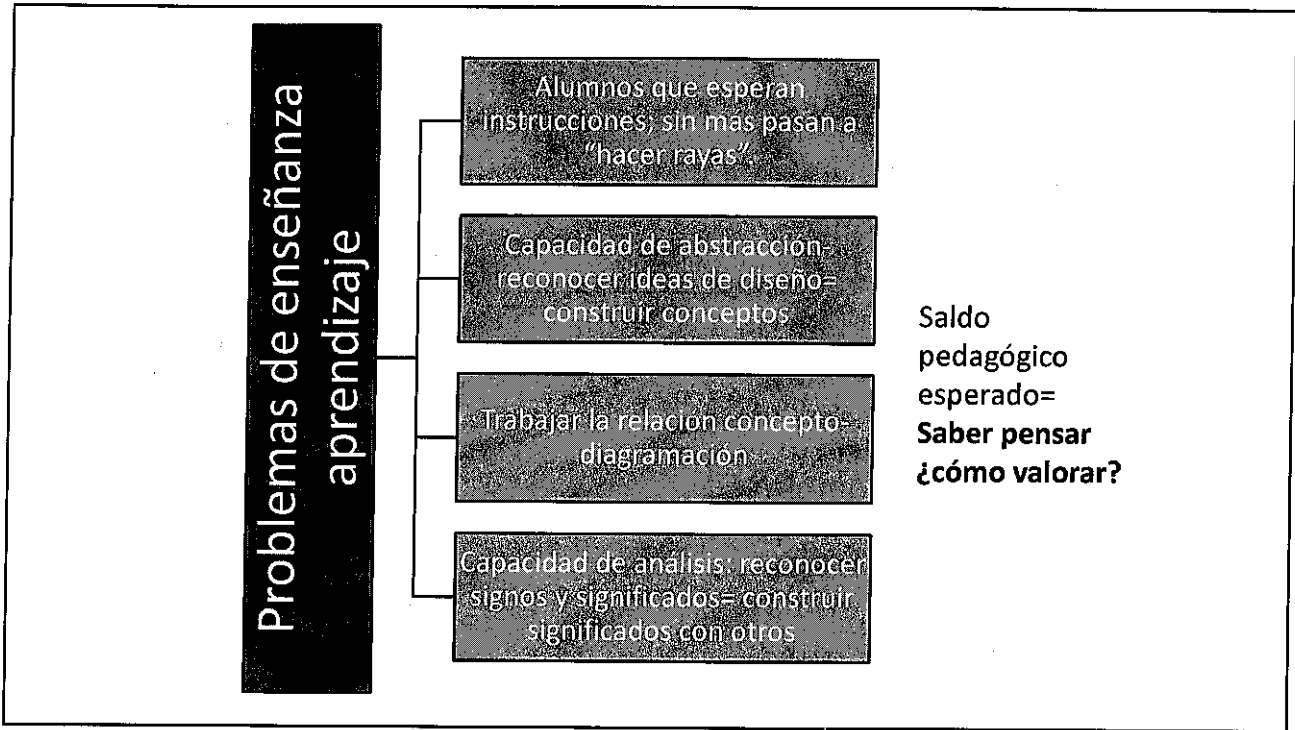 Problemas de enseñanza
aprendizaje
Alumnos que esperan
instrucciones; sin más pasan a
“hacer rayas”.
Capacidad de abstracción-
reconocer ideas de diseño=
construir conceptos
Trabajar la relación concepto-
diagramación
Capacidad de análisis: reconocer
signos y significados= construir
significados con otros
Saldo
pedagógico
esperado=
Saber pensar
¿cómo valorar?